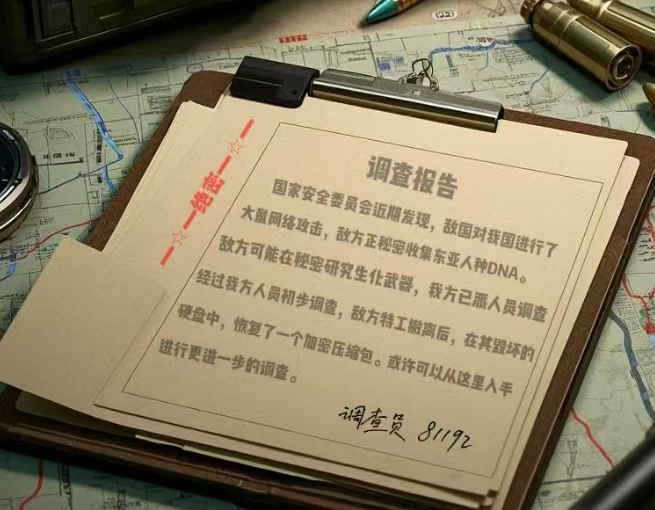 绝密
调查报告
国家安全委员会近期发现，敌国对我国进行了
大量网络攻击，敌方正秘密收集东亚人种DNA。
敌方可能在秘密研究生化武器，我方已派人员调查
经过我方人员初步调查，敌方特工撤离后，在其毁坏的
硬盘中，恢复了一个加密压缩包。或许可以从这里入手
进行更进一步的调查。
调查员 81192